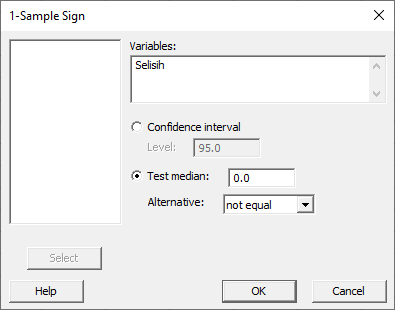 1-Sample Sign
Variables:
Selisih
Confidence interval
Level: 95.0
Test median: 0.0
Alternative: not equal
Select
Help OK Cancel